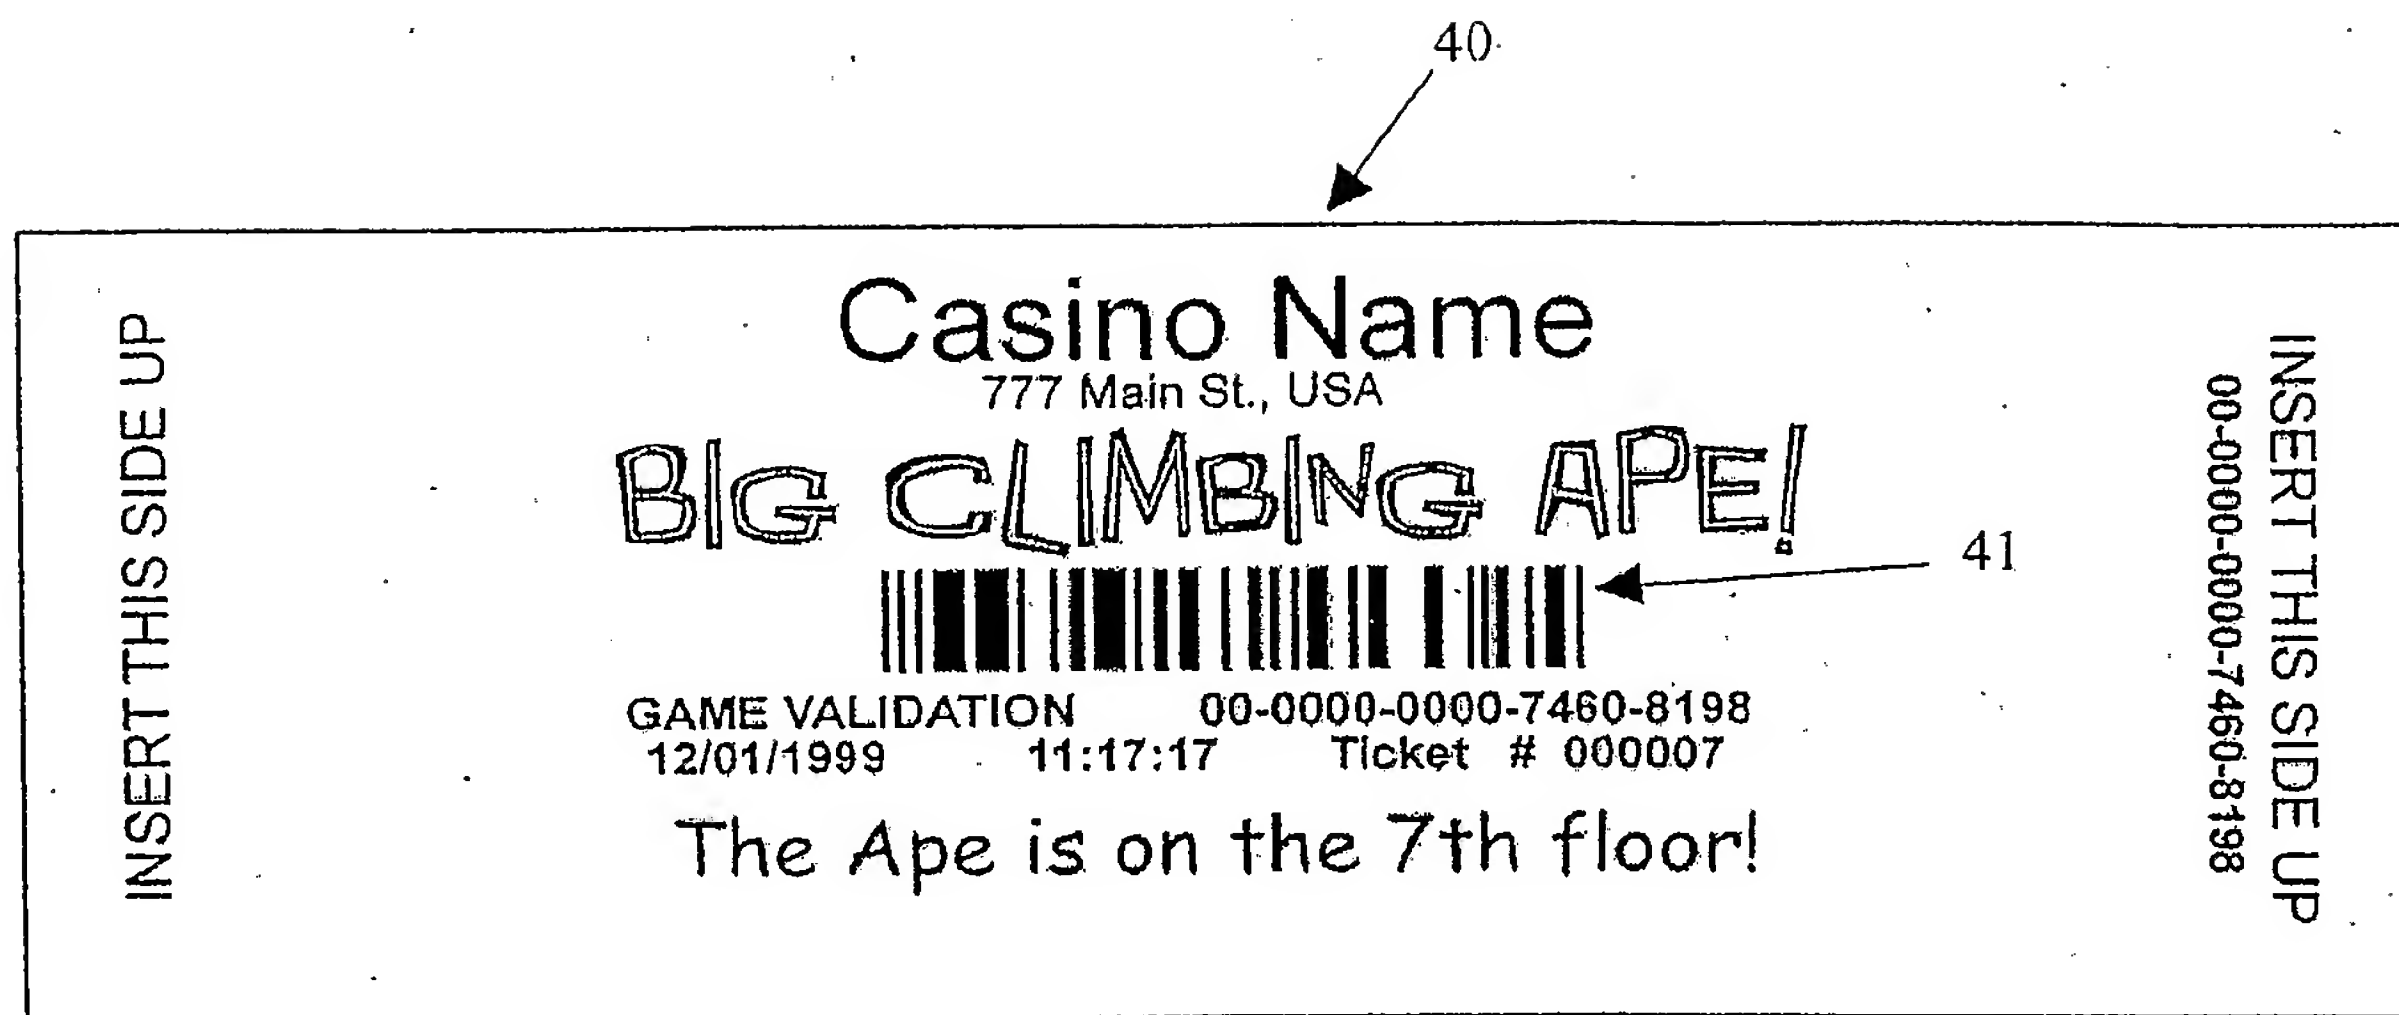 40
INSERT THIS SIDE UP
Casino Name
777 Main St., USA
BIG CLIMBING APE!
41
GAME VALIDATION 00-0000-0000-7460-8198
12/01/1999 11:17:17 Ticket # 000007
The Ape is on the 7th floor!
00-0000-0000-7460-8198
INSERT THIS SIDE UP